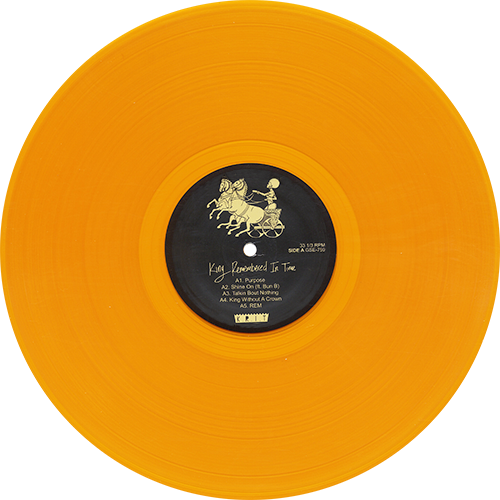 33 1/3 RPM
SIDE A GSE-700
King Remembered In Time
A1. Purpose
A2. Shine On (ft. Bun B)
A3. Talkin Bout Nothing
A4. King Without A Crown
A5. REM